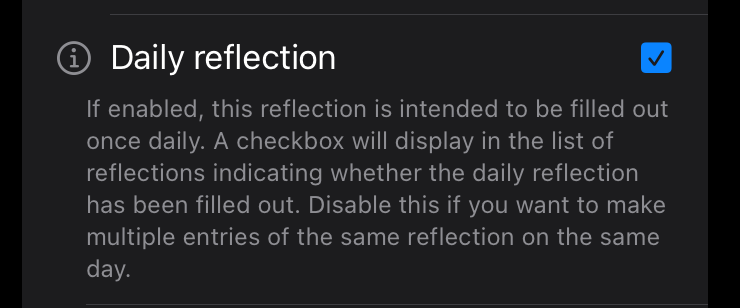 Daily reflection
If enabled, this reflection is intended to be filled out
once daily. A checkbox will display in the list of
reflections indicating whether the daily reflection
has been filled out. Disable this if you want to make
multiple entries of the same reflection on the same
day.